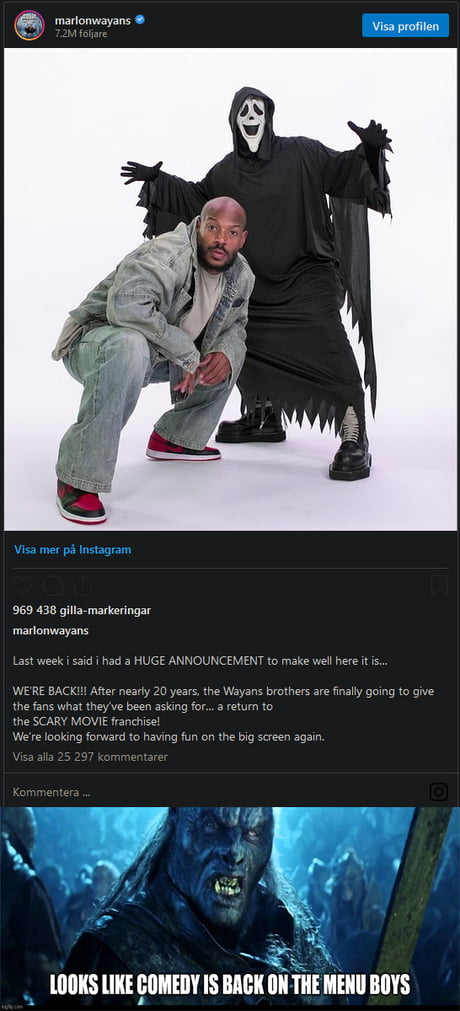 marlonwayans
7.2M följare
Visa profilen
Visa mer på Instagram
969 438 gilla-markeringar
marlonwayans
Last week i said i had a HUGE ANNOUNCEMENT to make well here it is...
WE'RE BACK!!! After nearly 20 years, the Wayans brothers are finally going to give
the fans what they've been asking for... a return to
the SCARY MOVIE franchise!
We're looking forward to having fun on the big screen again.
Visa alla 25 297 kommentarer
Kommentera ...
LOOKS LIKE COMEDY IS BACK ON THE MENU BOYS
imgflip.com